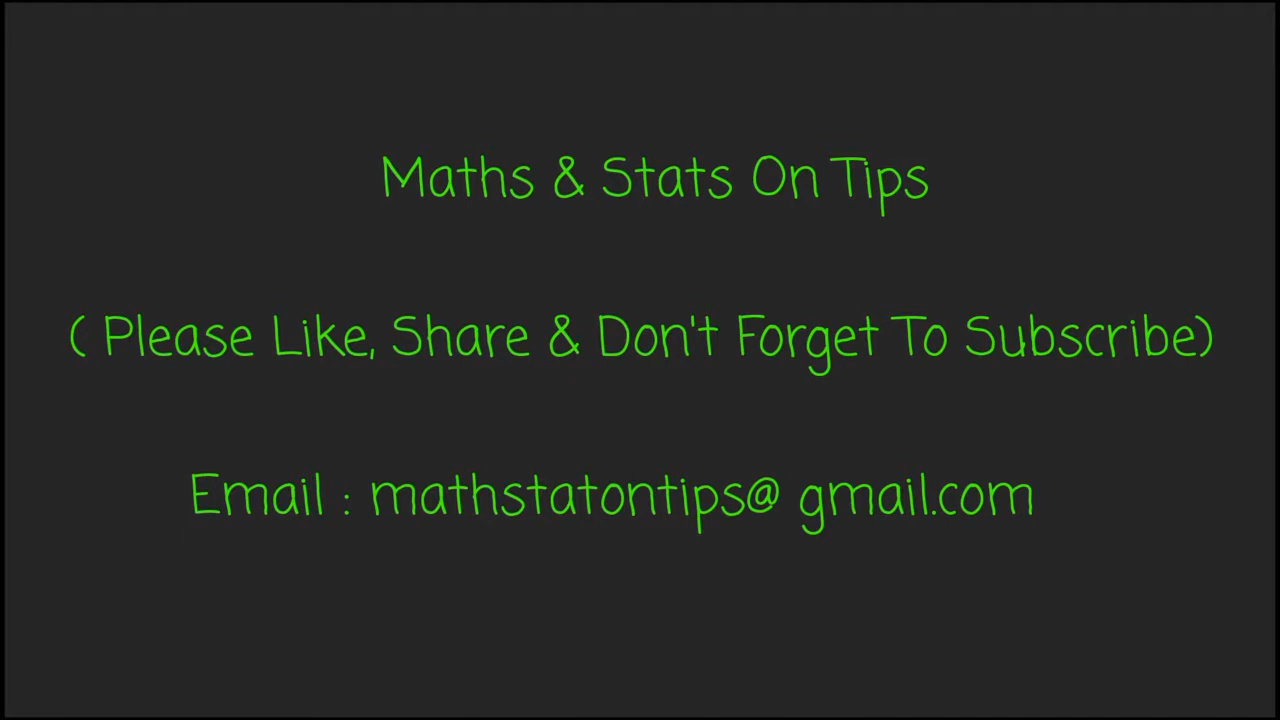 Maths & Stats On Tips
( Please Like, Share & Don't Forget To Subscribe)
Email : mathstatontips@ gmail.com